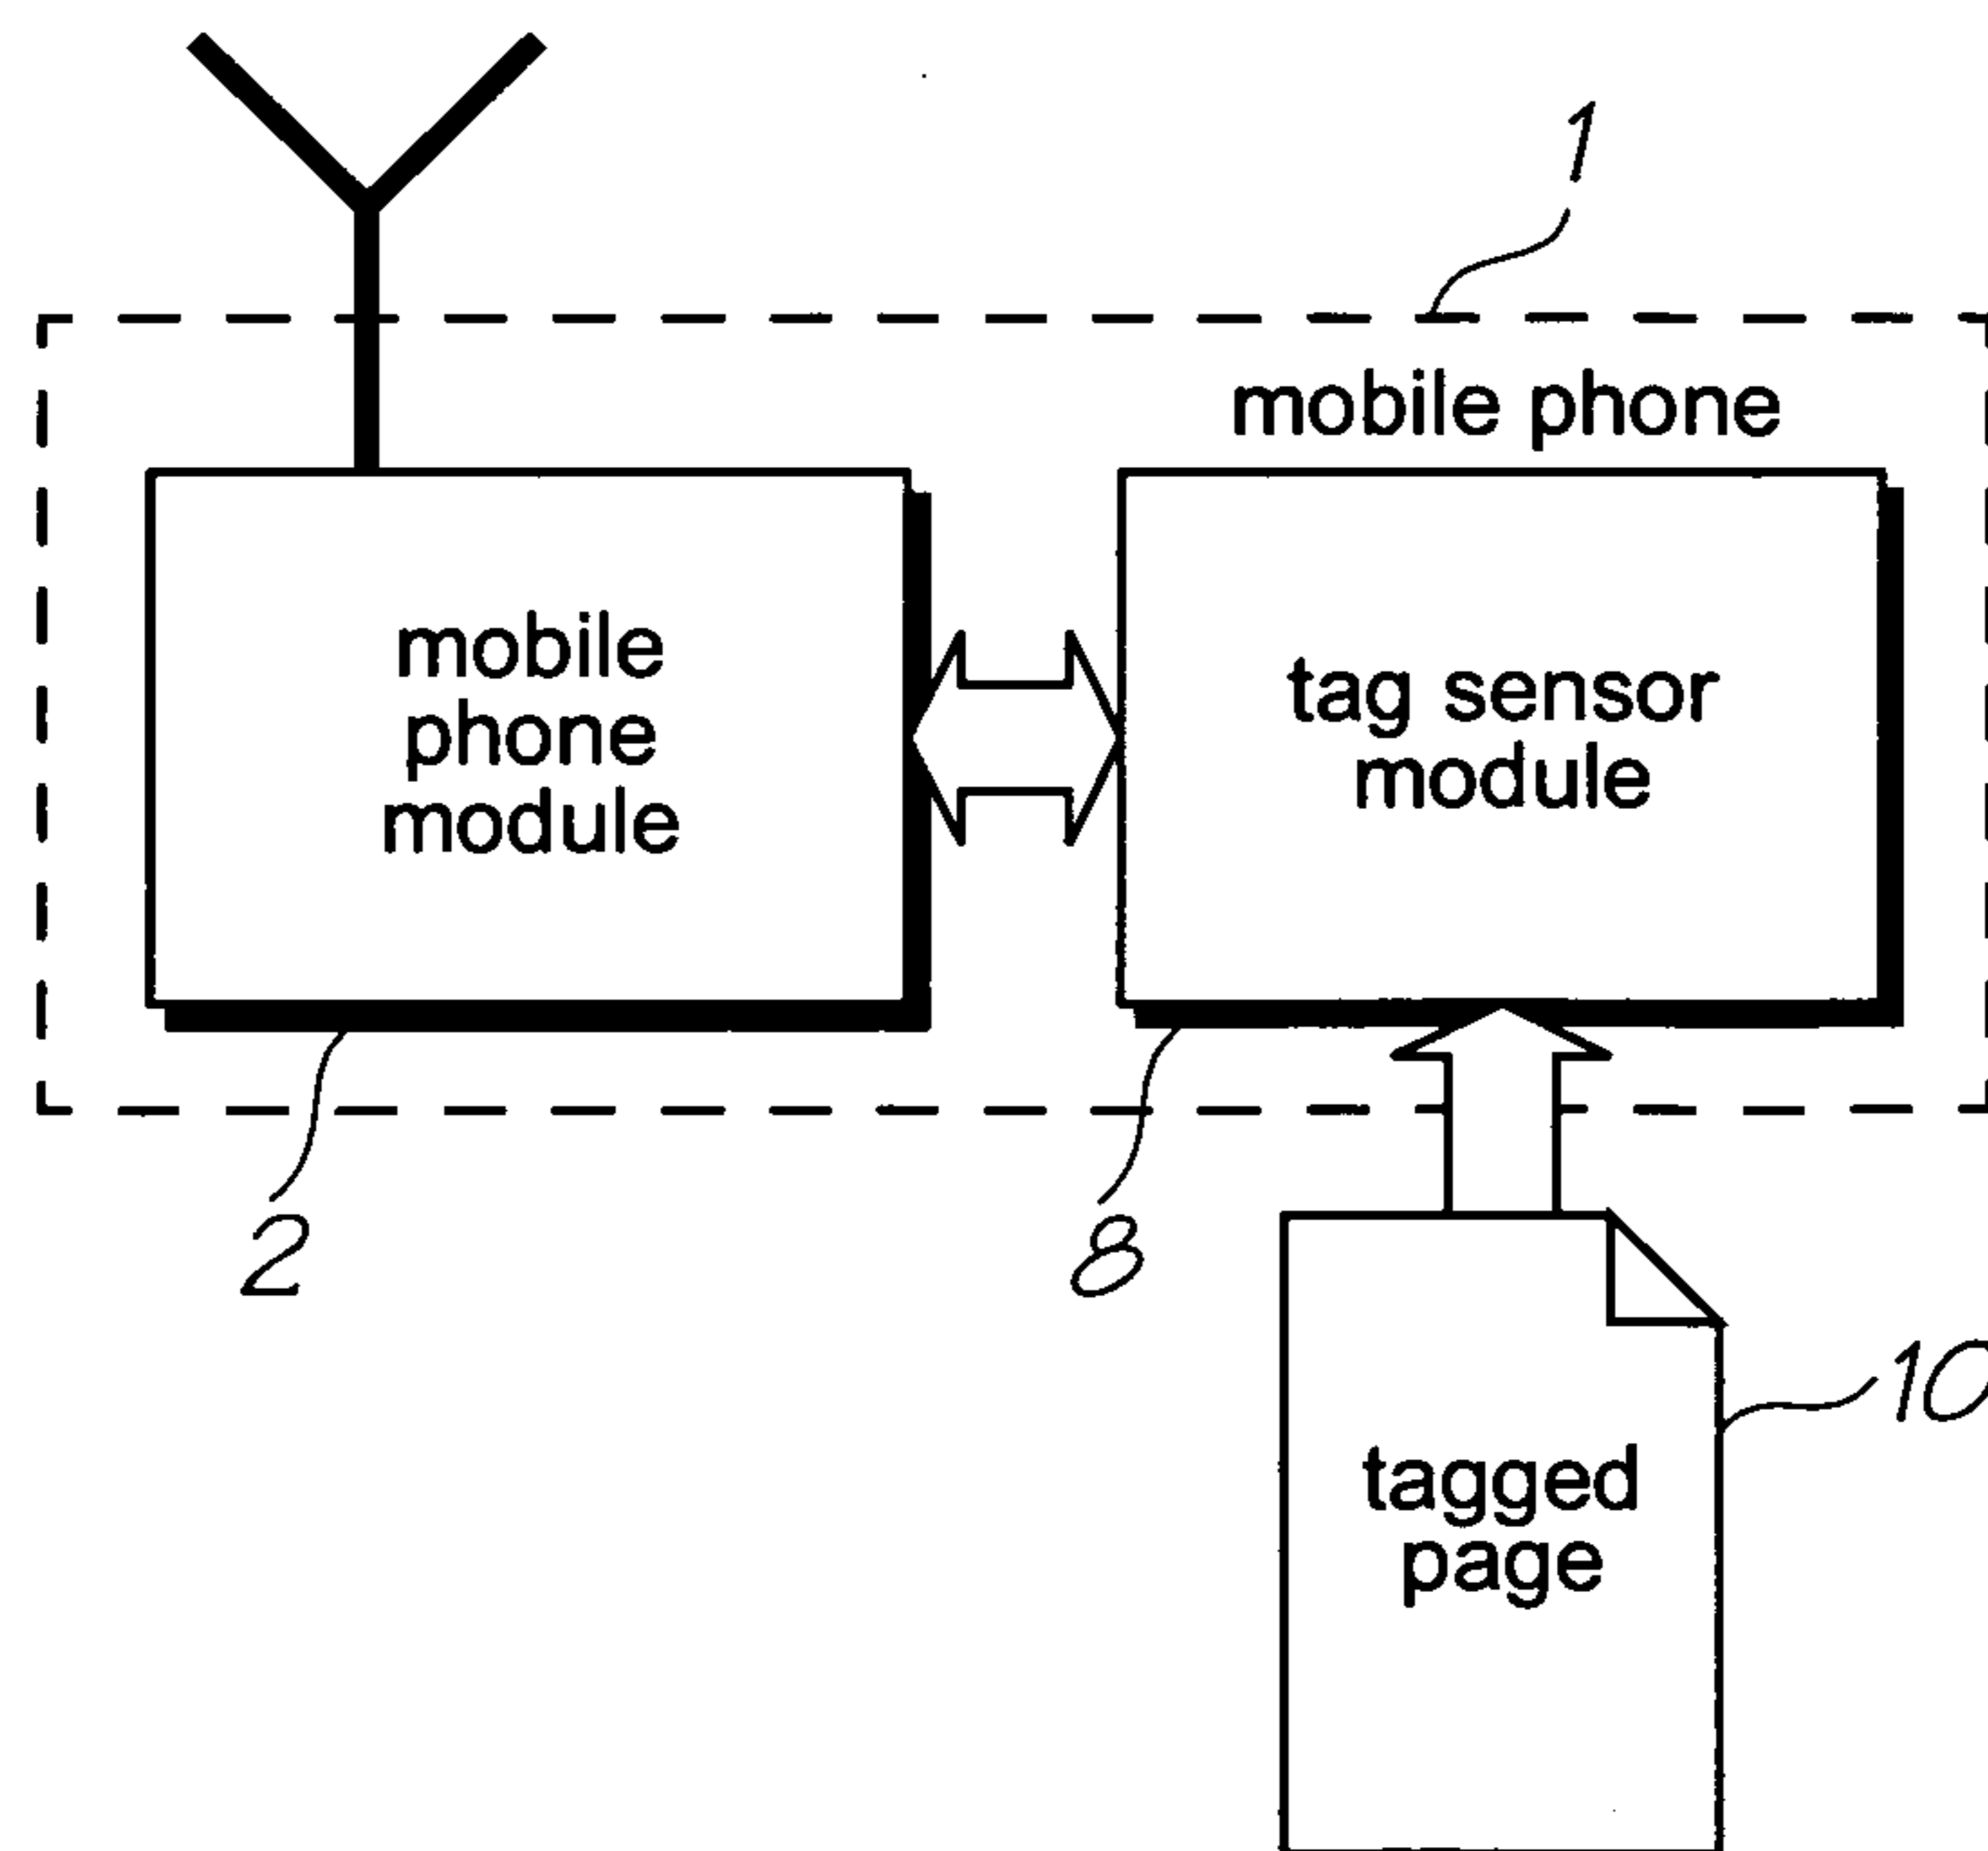 1
mobile phone
mobile
phone
module
tag sensor
module
2
8
10
tagged
page